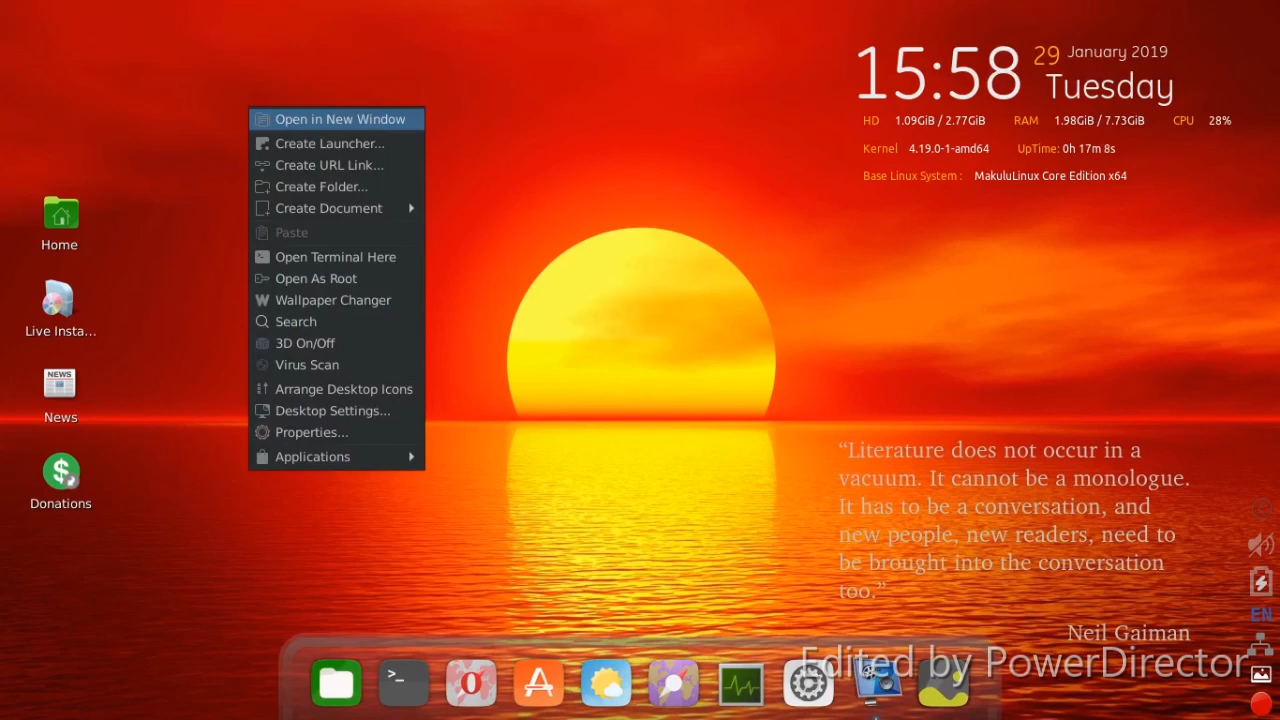 15:58 29 January 2019
Tuesday
HD 1.09GiB / 2.77GiB RAM 1.98GiB / 7.73GiB CPU 28%
Kernel 4.19.0-1-amd64 UpTime: 0h 17m 8s
Base Linux System : MakuluLinux Core Edition x64
Open in New Window
Create Launcher...
Create URL Link...
Create Folder...
Create Document
Paste
Open Terminal Here
Open As Root
Wallpaper Changer
Search
3D On/Off
Virus Scan
Arrange Desktop Icons
Desktop Settings...
Properties...
Applications
Home
Live Insta...
NEWS
News
Donations
“Literature does not occur in a
vacuum. It cannot be a monologue.
It has to be a conversation, and
new people, new readers, need to
be brought into the conversation
too.”
Neil Gaiman
EN
Edited by PowerDirector